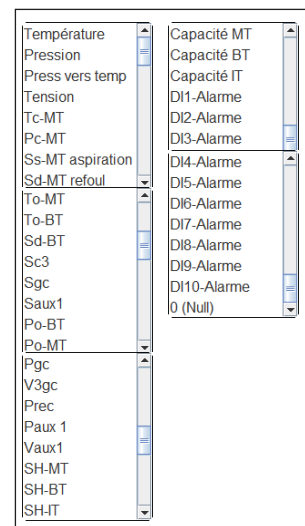 Température
Pression
Press vers temp
Tension
Tc-MT
Pc-MT
Ss-MT aspiration
Sd-MT refoul
To-MT
To-BT
Sd-BT
Sc3
Sgc
Saux1
Po-BT
Po-MT
Pgc
V3gc
Prec
Paux 1
Vaux1
SH-MT
SH-BT
SH-IT
Capacité MT
Capacité BT
Capacité IT
DI1-Alarme
DI2-Alarme
DI3-Alarme
DI4-Alarme
DI5-Alarme
DI6-Alarme
DI7-Alarme
DI8-Alarme
DI9-Alarme
DI10-Alarme
0 (Null)